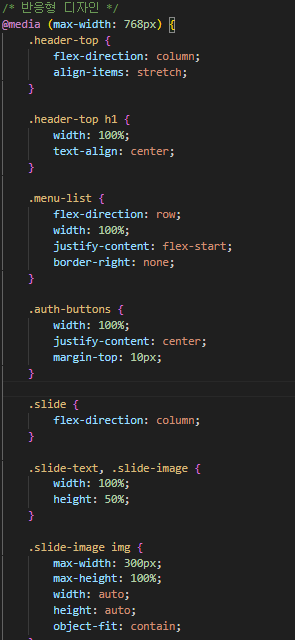 /* 반응형 디자인 */
@media (max-width: 768px) {
    .header-top {
        flex-direction: column;
        align-items: stretch;
    }

    .header-top h1 {
        width: 100%;
        text-align: center;
    }

    .menu-list {
        flex-direction: row;
        width: 100%;
        justify-content: flex-start;
        border-right: none;
    }

    .auth-buttons {
        width: 100%;
        justify-content: center;
        margin-top: 10px;
    }

    .slide {
        flex-direction: column;
    }

    .slide-text, .slide-image {
        width: 100%;
        height: 50%;
    }

    .slide-image img {
        max-width: 300px;
        max-height: 100%;
        width: auto;
        height: auto;
        object-fit: contain;